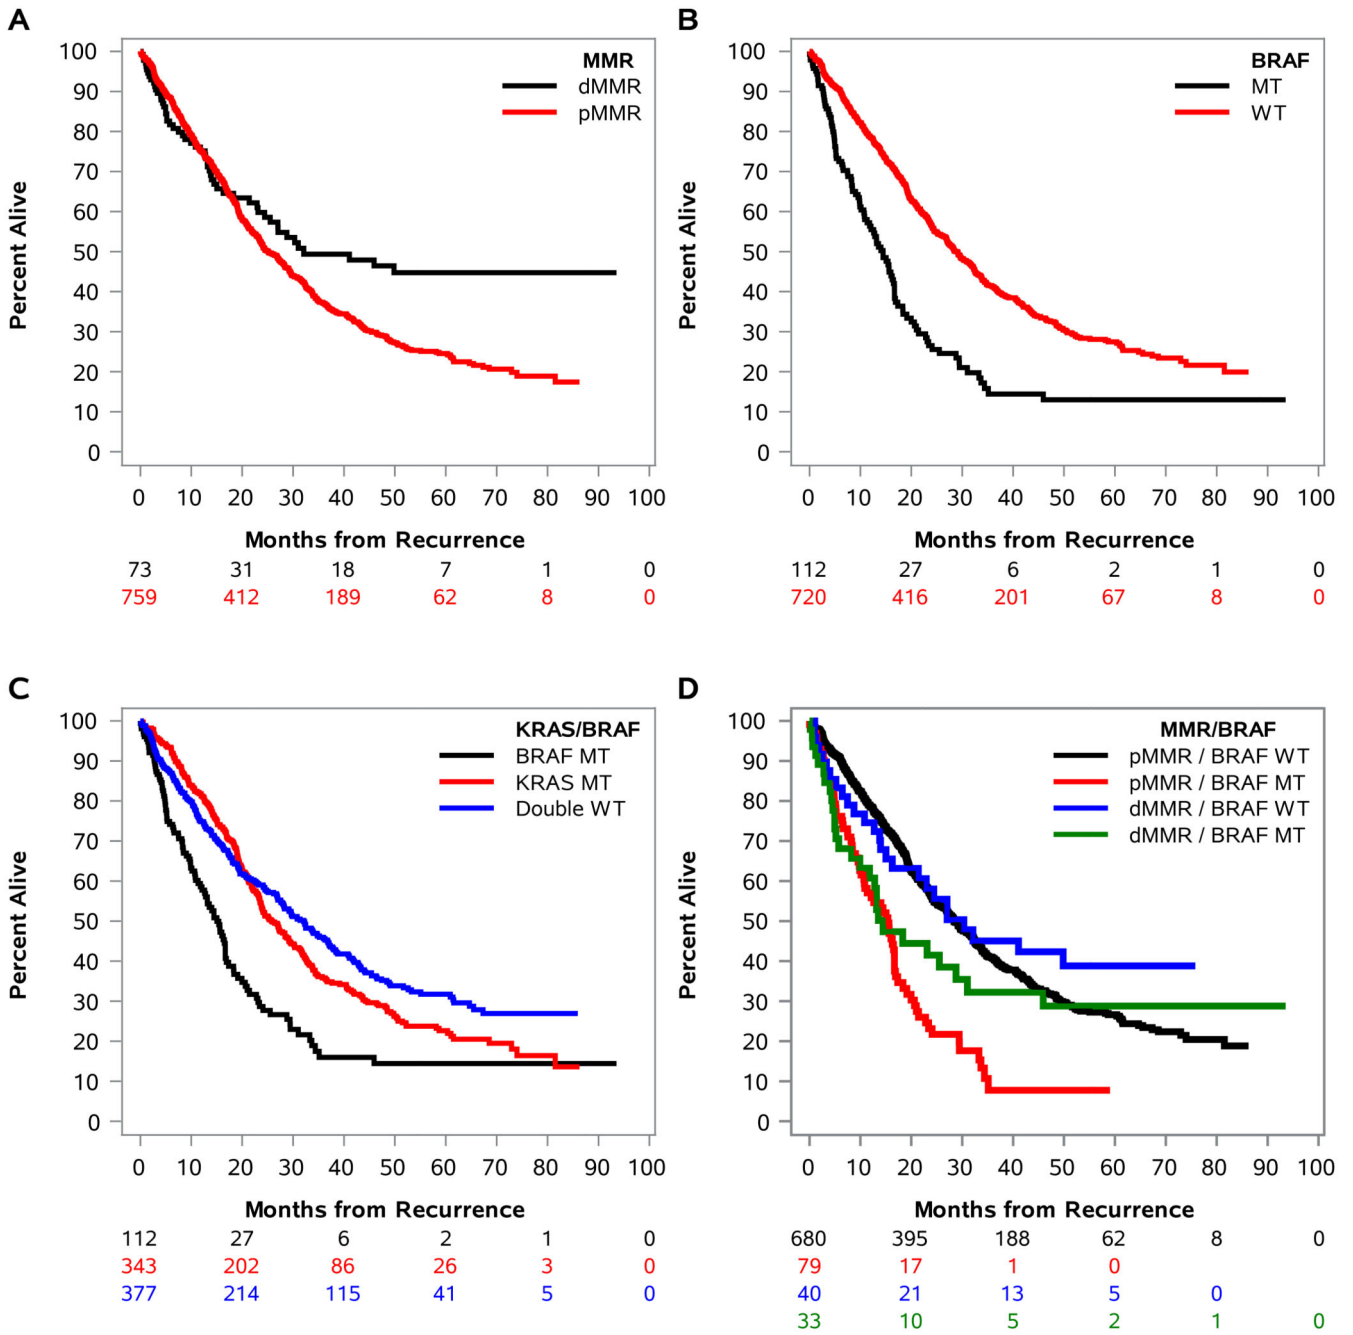 A
MMR
dMMR
pMMR
100
90
80
70
60
50
40
30
20
10
0
Percent Alive
0 10 20 30 40 50 60 70 80 90 100
Months from Recurrence
73 31 18 7 1 0
759 412 189 62 8 0
B
BRAF
MT
WT
100
90
80
70
60
50
40
30
20
10
0
Percent Alive
0 10 20 30 40 50 60 70 80 90 100
Months from Recurrence
112 27 6 2 1 0
720 416 201 67 8 0
C
KRAS/BRAF
BRAF MT
KRAS MT
Double WT
100
90
80
70
60
50
40
30
20
10
0
Percent Alive
0 10 20 30 40 50 60 70 80 90 100
Months from Recurrence
112 27 6 2 1 0
343 202 86 26 3 0
377 214 115 41 5 0
D
MMR/BRAF
pMMR / BRAF WT
pMMR / BRAF MT
dMMR / BRAF WT
dMMR / BRAF MT
100
90
80
70
60
50
40
30
20
10
0
Percent Alive
0 10 20 30 40 50 60 70 80 90 100
Months from Recurrence
680 395 188 62 8 0
79 17 1 0
40 21 13 5 0
33 10 5 2 1 0